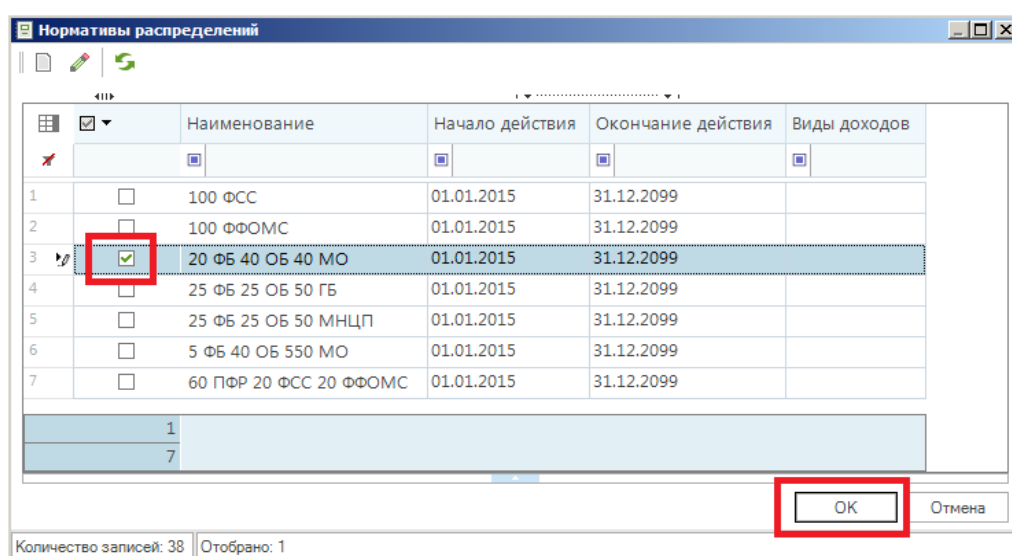 Нормативы распределений
Наименование Начало действия Окончание действия Виды доходов
1 100 ФСС 01.01.2015 31.12.2099
2 100 ФФОМС 01.01.2015 31.12.2099
3 20 ФБ 40 ОБ 40 МО 01.01.2015 31.12.2099
4 25 ФБ 25 ОБ 50 ГБ 01.01.2015 31.12.2099
5 25 ФБ 25 ОБ 50 МНЦП 01.01.2015 31.12.2099
6 5 ФБ 40 ОБ 550 МО 01.01.2015 31.12.2099
7 60 ПФР 20 ФСС 20 ФФОМС 01.01.2015 31.12.2099
1
7
ОК Отмена
Количество записей: 38 Отобрано: 1